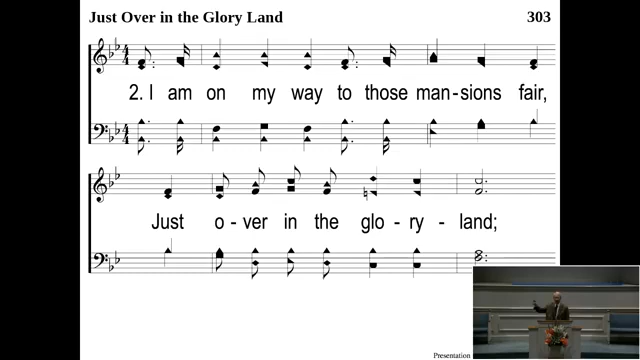 Just Over in the Glory Land 303
2. I am on my way to those man-sions fair,
Just o - ver in the glo - ry - land;
Presentation